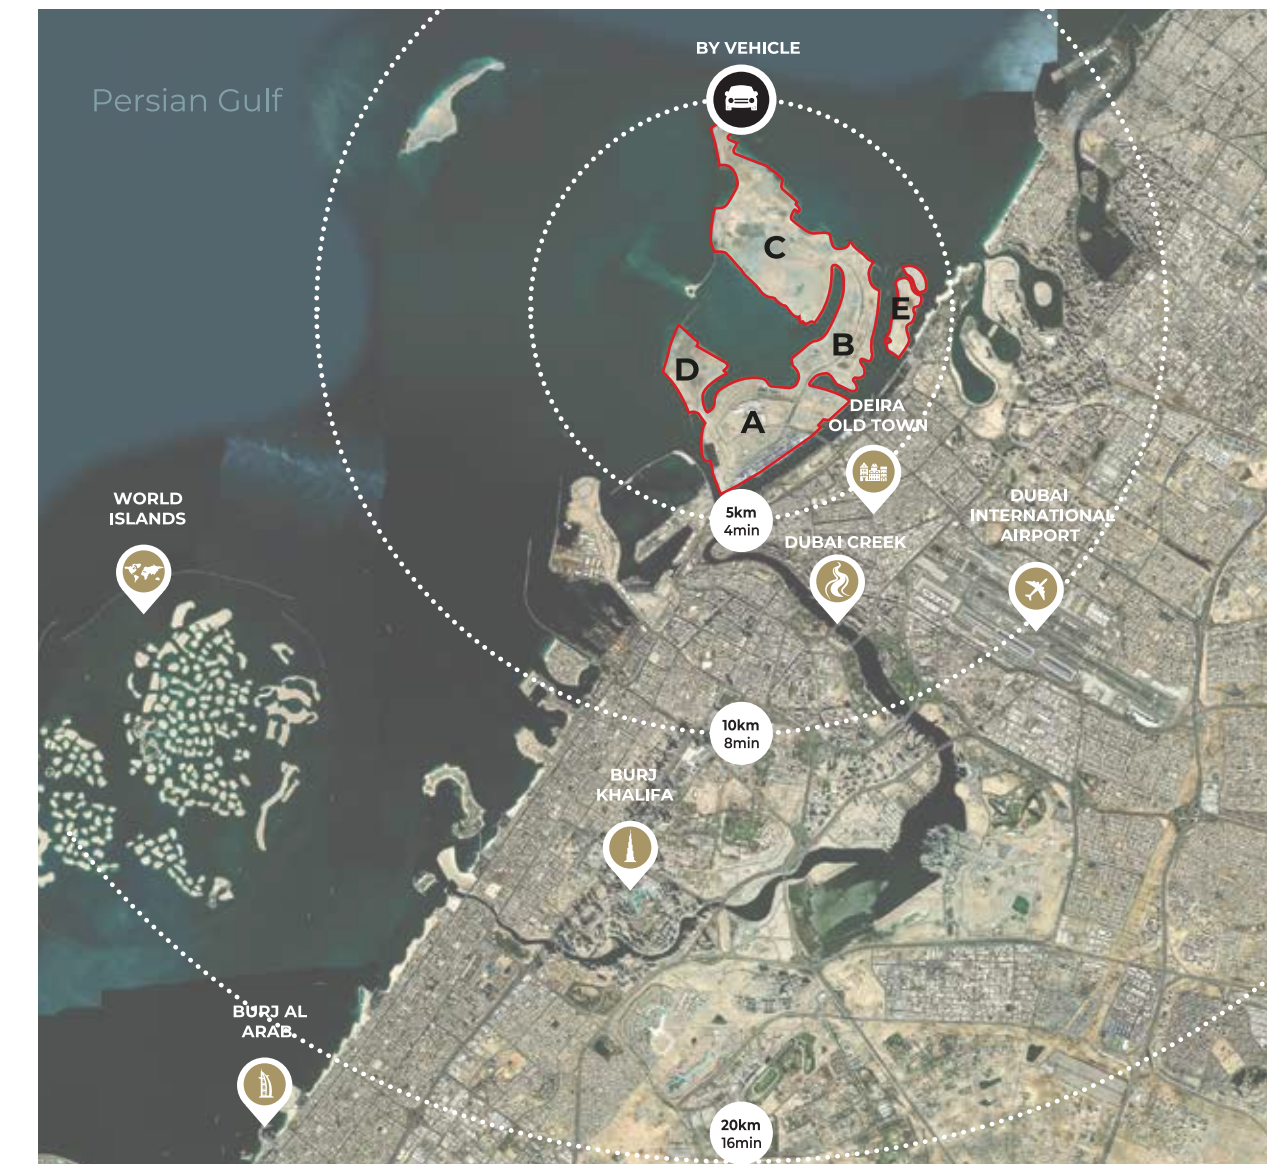 BY VEHICLE
Persian Gulf
C
E
B
D
A
DEIRA
OLD TOWN
WORLD
ISLANDS
5km
4min
DUBAI
INTERNATIONAL
AIRPORT
DUBAI CREEK
10km
8min
BURJ
KHALIFA
BURJ AL
ARAB
20km
16min